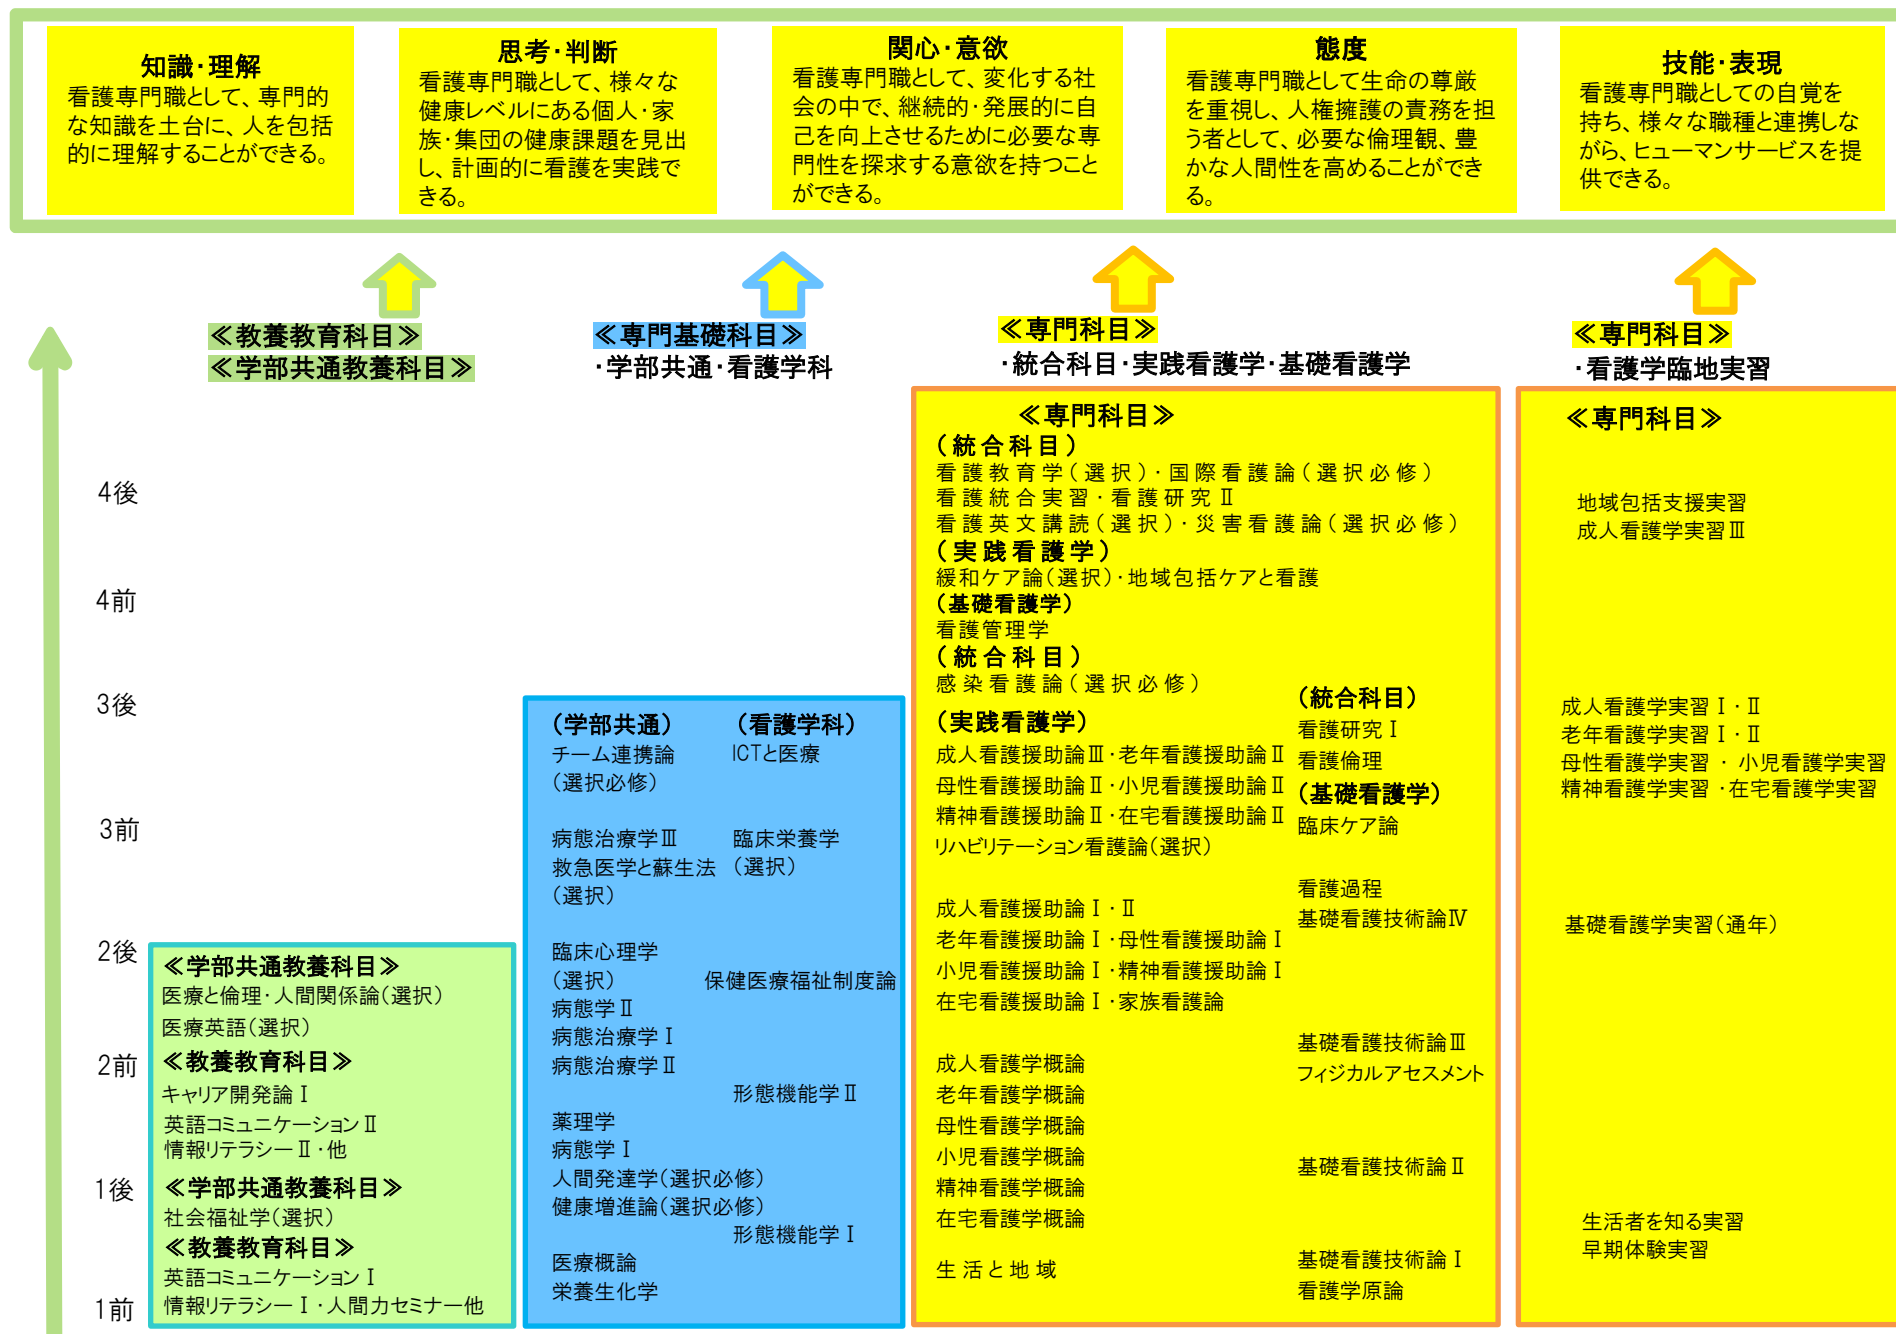 知識・理解
看護専門職として、専門的
な知識を土台に、人を包括
的に理解することができる。
思考・判断
看護専門職として、様々な
健康レベルにある個人・家
族・集団の健康課題を見出
し、計画的に看護を実践で
きる。
関心・意欲
看護専門職として、変化する社
会の中で、継続的・発展的に自
己を向上させるために必要な専
門性を探求する意欲を持つこと
ができる。
態度
看護専門職として生命の尊厳
を重視し、人権擁護の責務を担
う者として、必要な倫理観、豊
かな人間性を高めることができ
る。
技能・表現
看護専門職としての自覚を
持ち、様々な職種と連携しな
がら、ヒューマンサービスを提
供できる。
≪教養教育科目≫
≪学部共通教養科目≫
≪専門基礎科目≫
・学部共通・看護学科
≪専門科目≫
・統合科目・実践看護学・基礎看護学
≪専門科目≫
・看護学臨地実習
4後
4前
3後
3前
2後
2前
1後
1前
≪学部共通教養科目≫
医療と倫理・人間関係論(選択)
医療英語(選択)
≪教養教育科目≫
キャリア開発論Ⅰ
英語コミュニケーションⅡ
情報リテラシーⅡ・他
≪学部共通教養科目≫
社会福祉学(選択)
≪教養教育科目≫
英語コミュニケーションⅠ
情報リテラシーⅠ・人間力セミナー他
(学部共通)
チーム連携論
(選択必修)
病態治療学Ⅲ
救急医学と蘇生法
(選択)
臨床心理学
(選択)
病態学Ⅱ
病態治療学Ⅰ
病態治療学Ⅱ
薬理学
病態学Ⅰ
人間発達学(選択必修)
健康増進論(選択必修)
医療概論
栄養生化学
(看護学科)
ICTと医療
臨床栄養学
(選択)
保健医療福祉制度論
形態機能学Ⅱ
形態機能学Ⅰ
≪専門科目≫
(統合科目)
看護教育学(選択)・国際看護論(選択必修)
看護統合実習・看護研究Ⅱ
看護英文講読(選択)・災害看護論(選択必修)
(実践看護学)
緩和ケア論(選択)・地域包括ケアと看護
(基礎看護学)
看護管理学
(統合科目)
感染看護論(選択必修)
(実践看護学)
成人看護援助論Ⅲ・老年看護援助論Ⅱ
母性看護援助論Ⅱ・小児看護援助論Ⅱ
精神看護援助論Ⅱ・在宅看護援助論Ⅱ
リハビリテーション看護論(選択)
成人看護援助論Ⅰ・Ⅱ
老年看護援助論Ⅰ・母性看護援助論Ⅰ
小児看護援助論Ⅰ・精神看護援助論Ⅰ
在宅看護援助論Ⅰ・家族看護論
成人看護学概論
老年看護学概論
母性看護学概論
小児看護学概論
精神看護学概論
在宅看護学概論
生活と地域
(統合科目)
看護研究Ⅰ
看護倫理
(基礎看護学)
臨床ケア論
看護過程
基礎看護技術論Ⅳ
基礎看護技術論Ⅲ
フィジカルアセスメント
基礎看護技術論Ⅱ
基礎看護技術論Ⅰ
看護学原論
≪専門科目≫
地域包括支援実習
成人看護学実習Ⅲ
成人看護学実習Ⅰ・Ⅱ
老年看護学実習Ⅰ・Ⅱ
母性看護学実習・小児看護学実習
精神看護学実習・在宅看護学実習
基礎看護学実習(通年)
生活者を知る実習
早期体験実習